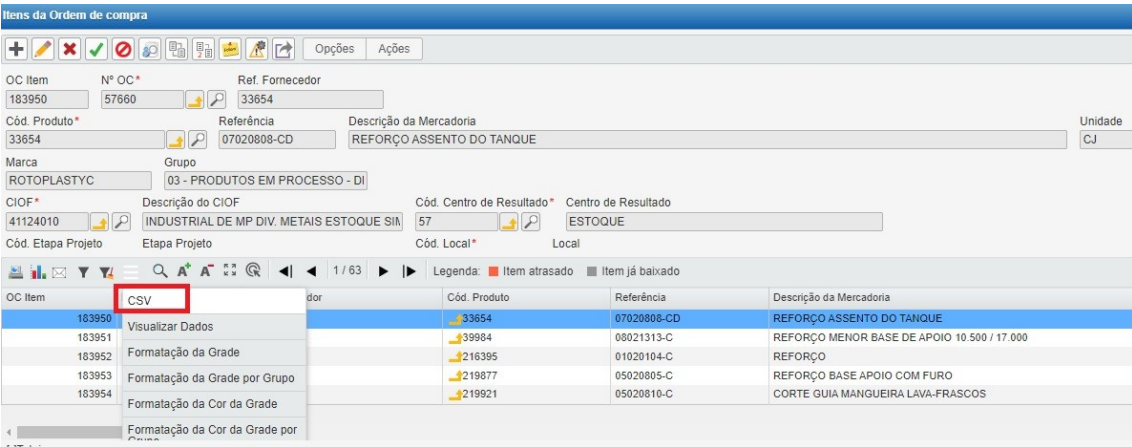 Itens da Ordem de compra
Opções Ações
OC Item Nº OC* Ref. Fornecedor
183950 57660 33654
Cód. Produto* Referência Descrição da Mercadoria Unidade
33654 07020808-CD REFORÇO ASSENTO DO TANQUE CJ
Marca Grupo
ROTOPLASTYC 03 - PRODUTOS EM PROCESSO - DI
CIOF* Descrição do CIOF Cód. Centro de Resultado* Centro de Resultado
41124010 INDUSTRIAL DE MP DIV. METAIS ESTOQUE SIM 57 ESTOQUE
Cód. Etapa Projeto Etapa Projeto Cód. Local* Local
1 / 63 Legenda: Item atrasado Item já baixado
OC Item dor Cód. Produto Referência Descrição da Mercadoria
183950 33654 07020808-CD REFORÇO ASSENTO DO TANQUE
183951 39984 08021313-C REFORÇO MENOR BASE DE APOIO 10.500 / 17.000
183952 216395 01020104-C REFORÇO
183953 219877 05020805-C REFORÇO BASE APOIO COM FURO
183954 219921 05020810-C CORTE GUIA MANGUEIRA LAVA-FRASCOS
CSV
Visualizar Dados
Formatação da Grade
Formatação da Grade por Grupo
Formatação da Cor da Grade
Formatação da Cor da Grade por
Grupo